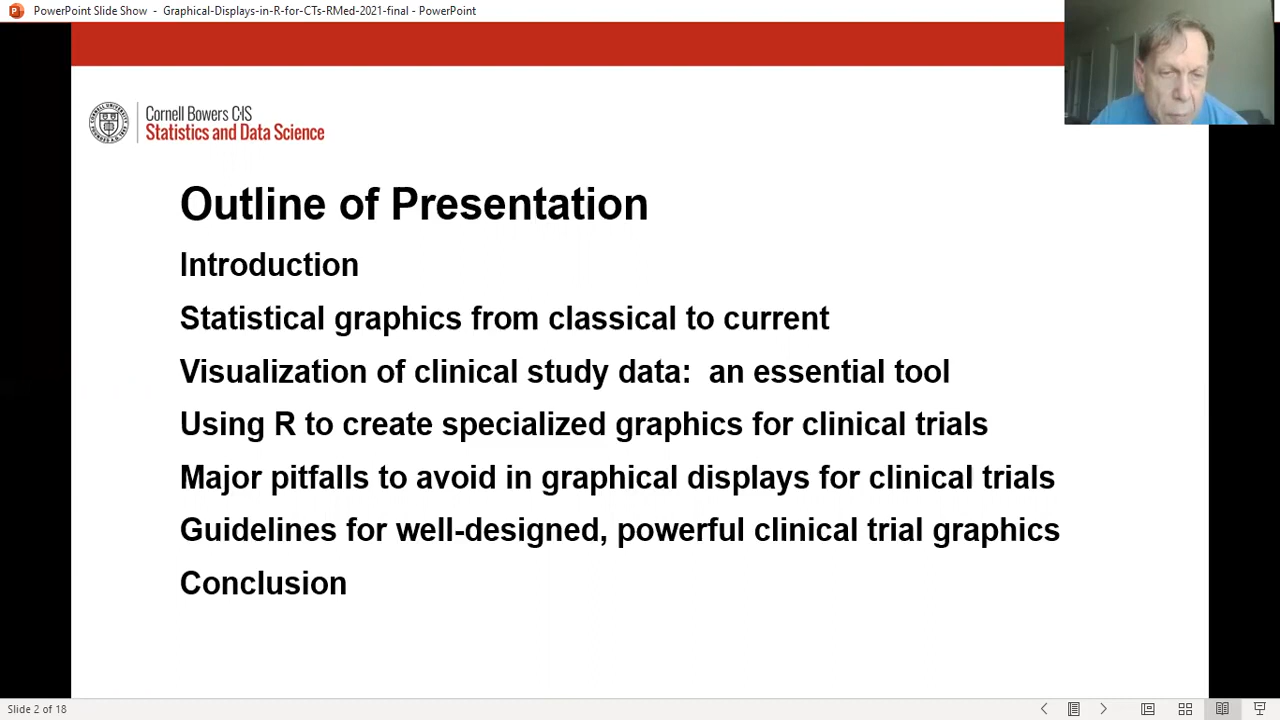 PowerPoint Slide Show - Graphical-Displays-in-R-for-CTs-RMed-2021-final - PowerPoint
Cornell Bowers C·IS
Statistics and Data Science
Outline of Presentation
Introduction
Statistical graphics from classical to current
Visualization of clinical study data:  an essential tool
Using R to create specialized graphics for clinical trials
Major pitfalls to avoid in graphical displays for clinical trials
Guidelines for well-designed, powerful clinical trial graphics
Conclusion
Slide 2 of 18